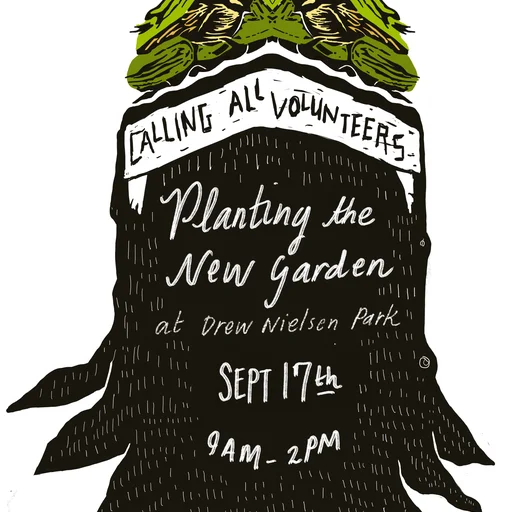 CALLING ALL VOLUNTEERS
Planting the
New Garden
at Drew Nielsen Park
SEPT 17th
9AM - 2PM